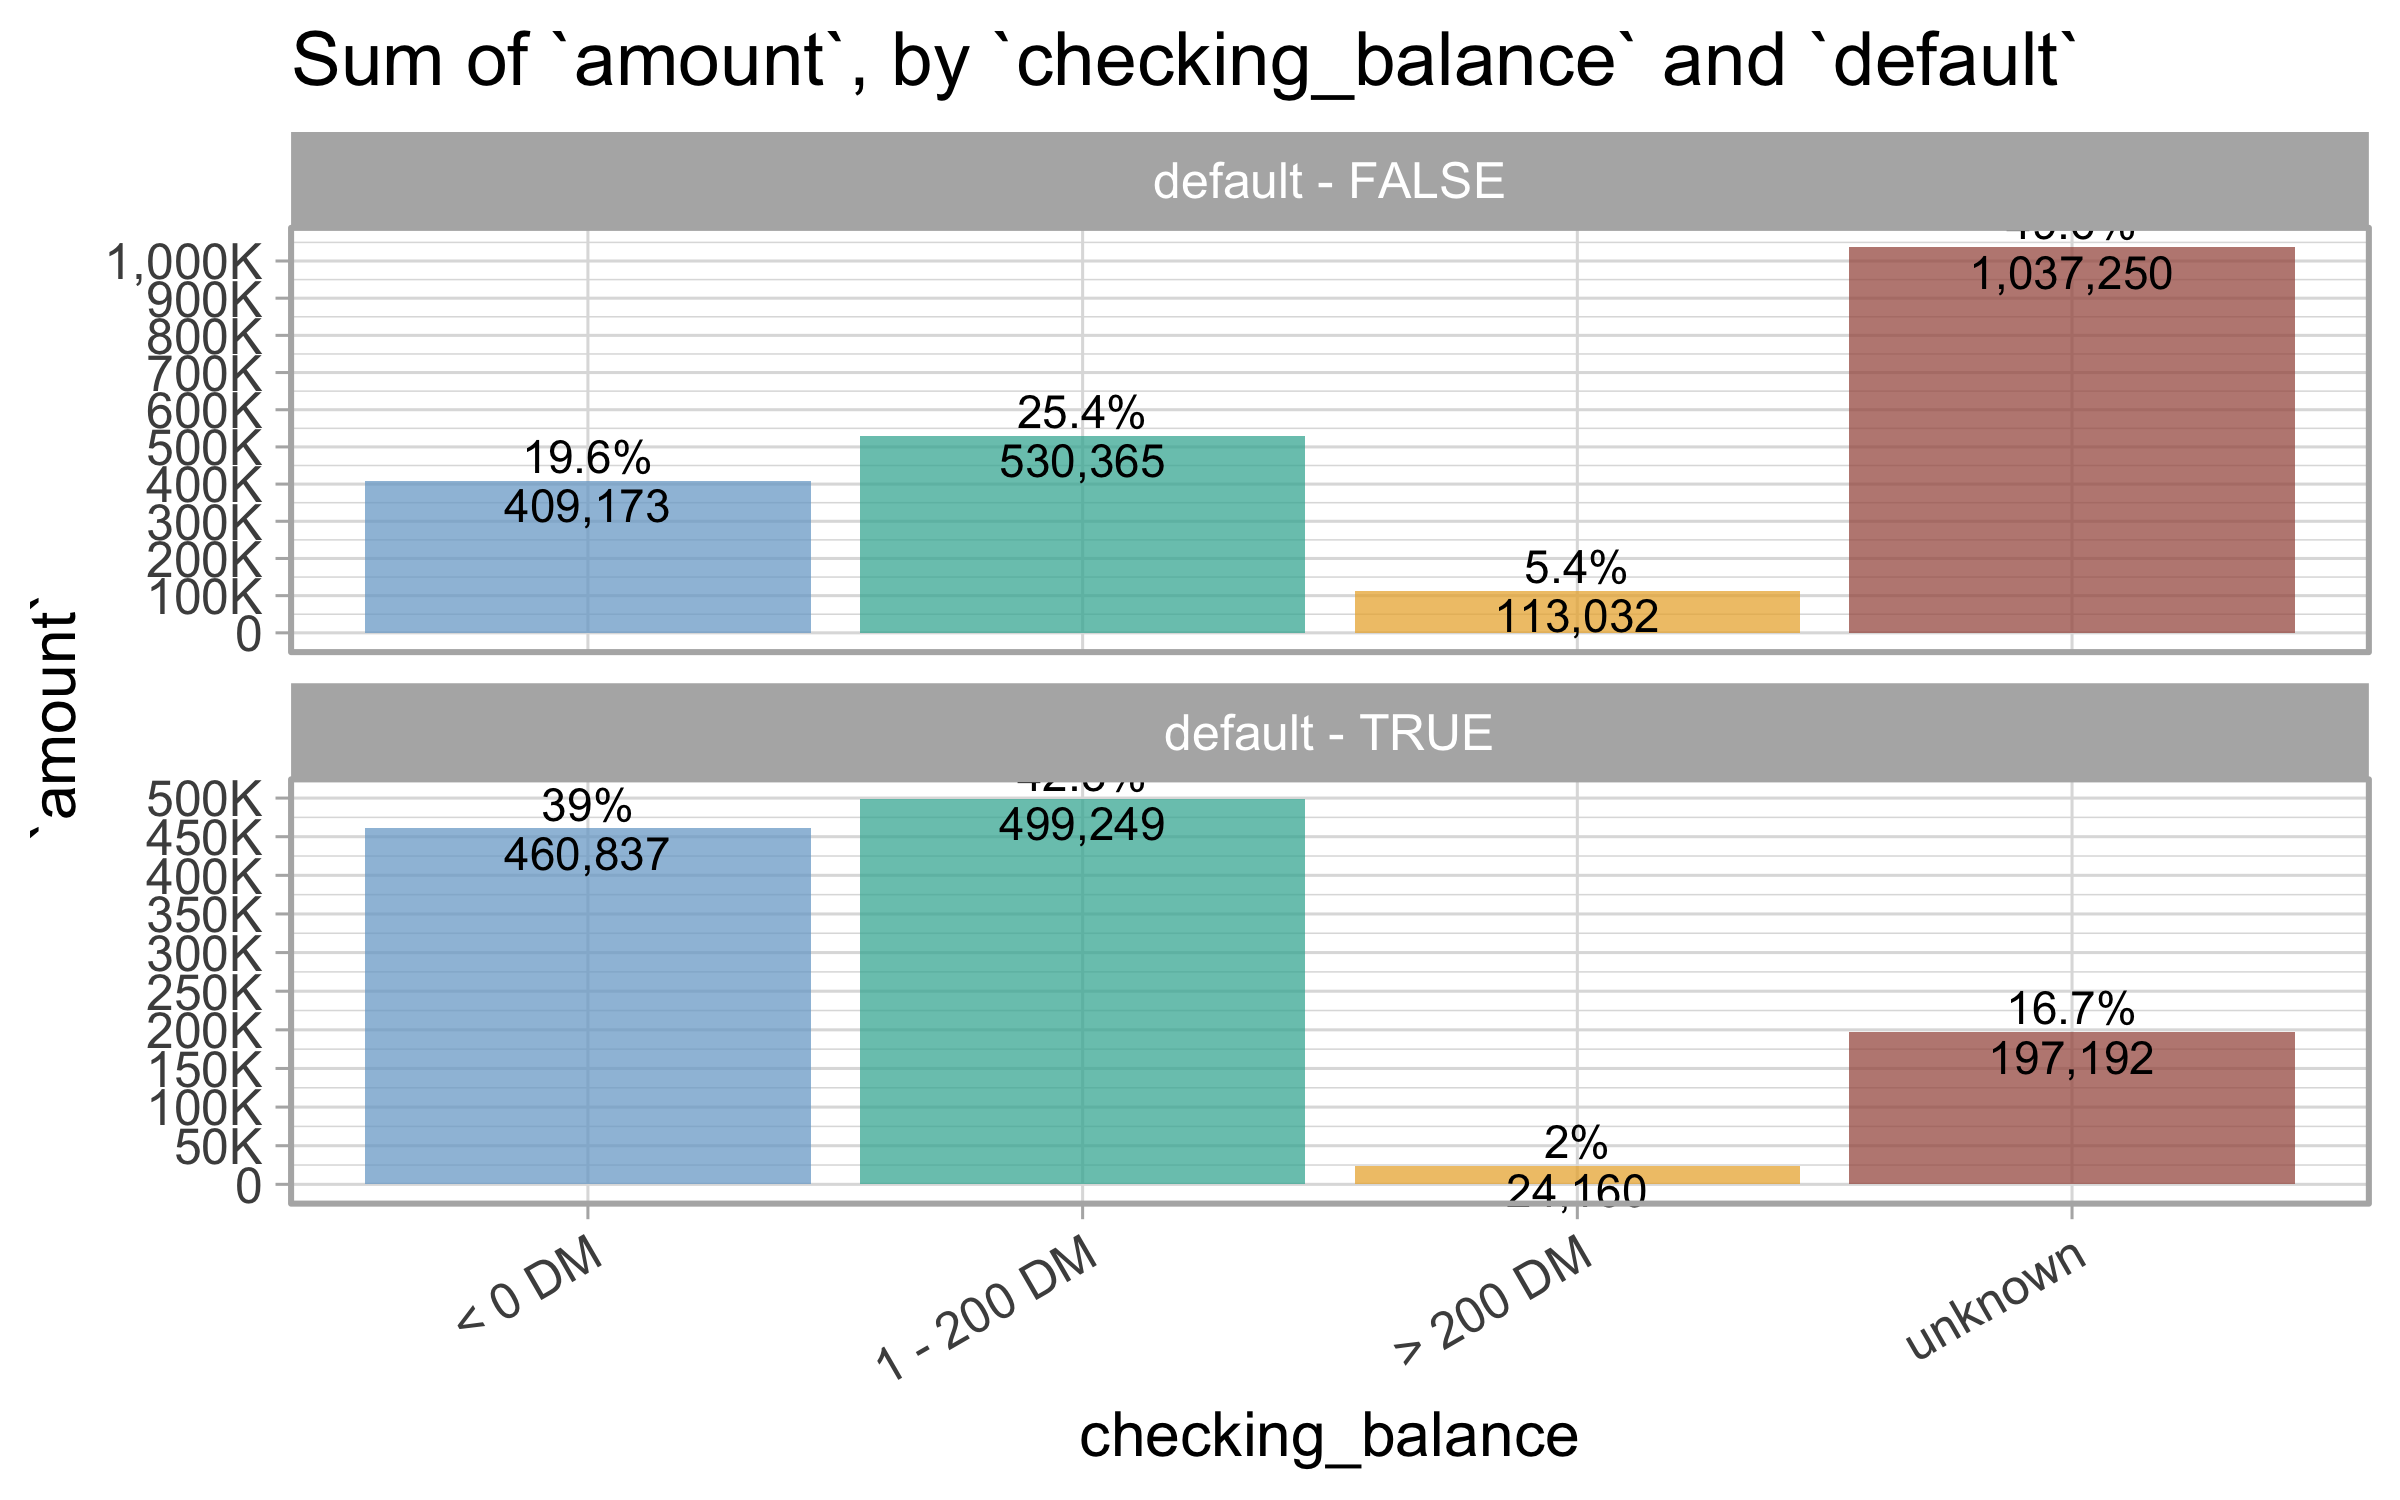 Sum of `amount`, by `checking_balance` and `default`
default - FALSE
1,000K
900K
800K
700K
600K
500K
400K
300K
200K
100K
0
19.6%
409,173
25.4%
530,365
5.4%
113,032
1,037,250
`amount`
default - TRUE
500K
450K
400K
350K
300K
250K
200K
150K
100K
50K
0
39%
460,837
499,249
2%
24,160
16.7%
197,192
< 0 DM
1 - 200 DM
> 200 DM
unknown
checking_balance